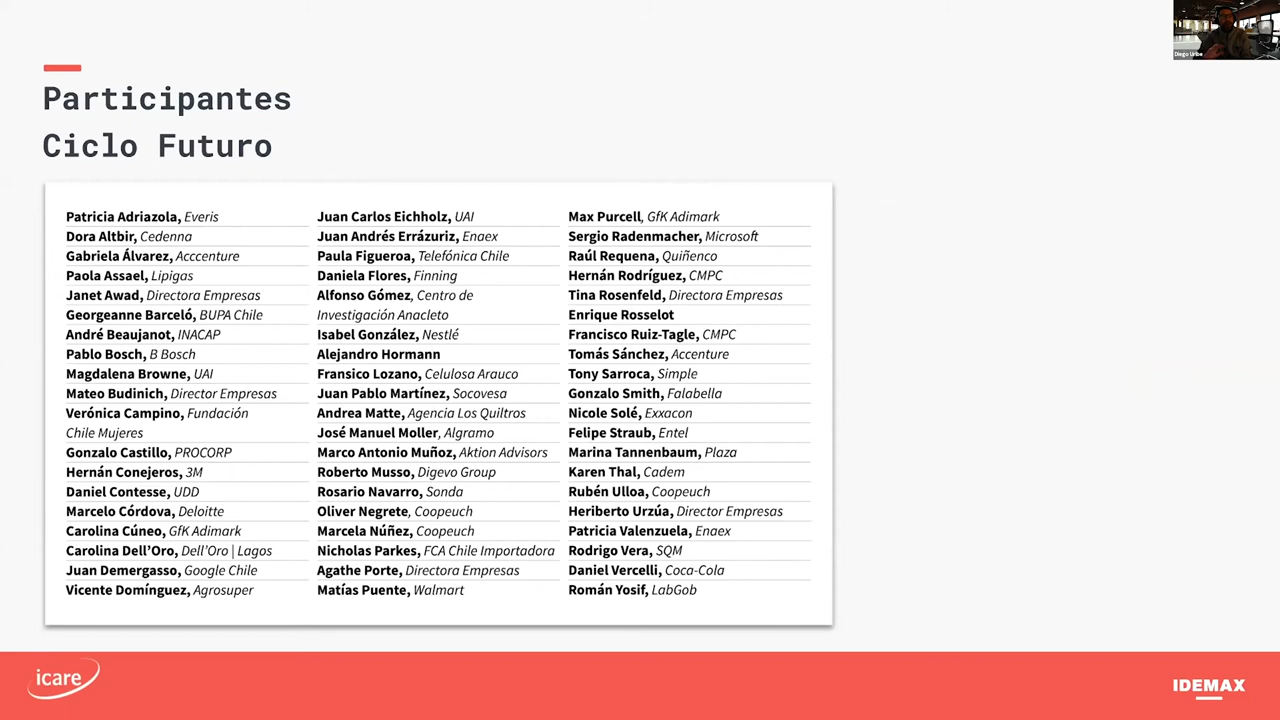 Diego Uribe
Participantes
Ciclo Futuro
Patricia Adriazola, Everis
Dora Altbir, Cedenna
Gabriela Álvarez, Acccenture
Paola Assael, Lipigas
Janet Awad, Directora Empresas
Georgeanne Barceló, BUPA Chile
André Beaujanot, INACAP
Pablo Bosch, B Bosch
Magdalena Browne, UAI
Mateo Budinich, Director Empresas
Verónica Campino, Fundación
Chile Mujeres
Gonzalo Castillo, PROCORP
Hernán Conejeros, 3M
Daniel Contesse, UDD
Marcelo Córdova, Deloitte
Carolina Cúneo, GfK Adimark
Carolina Dell'Oro, Dell'Oro | Lagos
Juan Demergasso, Google Chile
Vicente Domínguez, Agrosuper
Juan Carlos Eichholz, UAI
Juan Andrés Errázuriz, Enaex
Paula Figueroa, Telefónica Chile
Daniela Flores, Finning
Alfonso Gómez, Centro de
Investigación Anacleto
Isabel González, Nestlé
Alejandro Hormann
Fransico Lozano, Celulosa Arauco
Juan Pablo Martínez, Socovesa
Andrea Matte, Agencia Los Quiltros
José Manuel Moller, Algramo
Marco Antonio Muñoz, Aktion Advisors
Roberto Musso, Digevo Group
Rosario Navarro, Sonda
Oliver Negrete, Coopeuch
Marcela Núñez, Coopeuch
Nicholas Parkes, FCA Chile Importadora
Agathe Porte, Directora Empresas
Matías Puente, Walmart
Max Purcell, GfK Adimark
Sergio Radenmacher, Microsoft
Raúl Requena, Quiñenco
Hernán Rodríguez, CMPC
Tina Rosenfeld, Directora Empresas
Enrique Rosselot
Francisco Ruiz-Tagle, CMPC
Tomás Sánchez, Accenture
Tony Sarroca, Simple
Gonzalo Smith, Falabella
Nicole Solé, Exxacon
Felipe Straub, Entel
Marina Tannenbaum, Plaza
Karen Thal, Cadem
Rubén Ulloa, Coopeuch
Heriberto Urzúa, Director Empresas
Patricia Valenzuela, Enaex
Rodrigo Vera, SQM
Daniel Vercelli, Coca-Cola
Román Yosif, LabGob
icare
IDEMAX